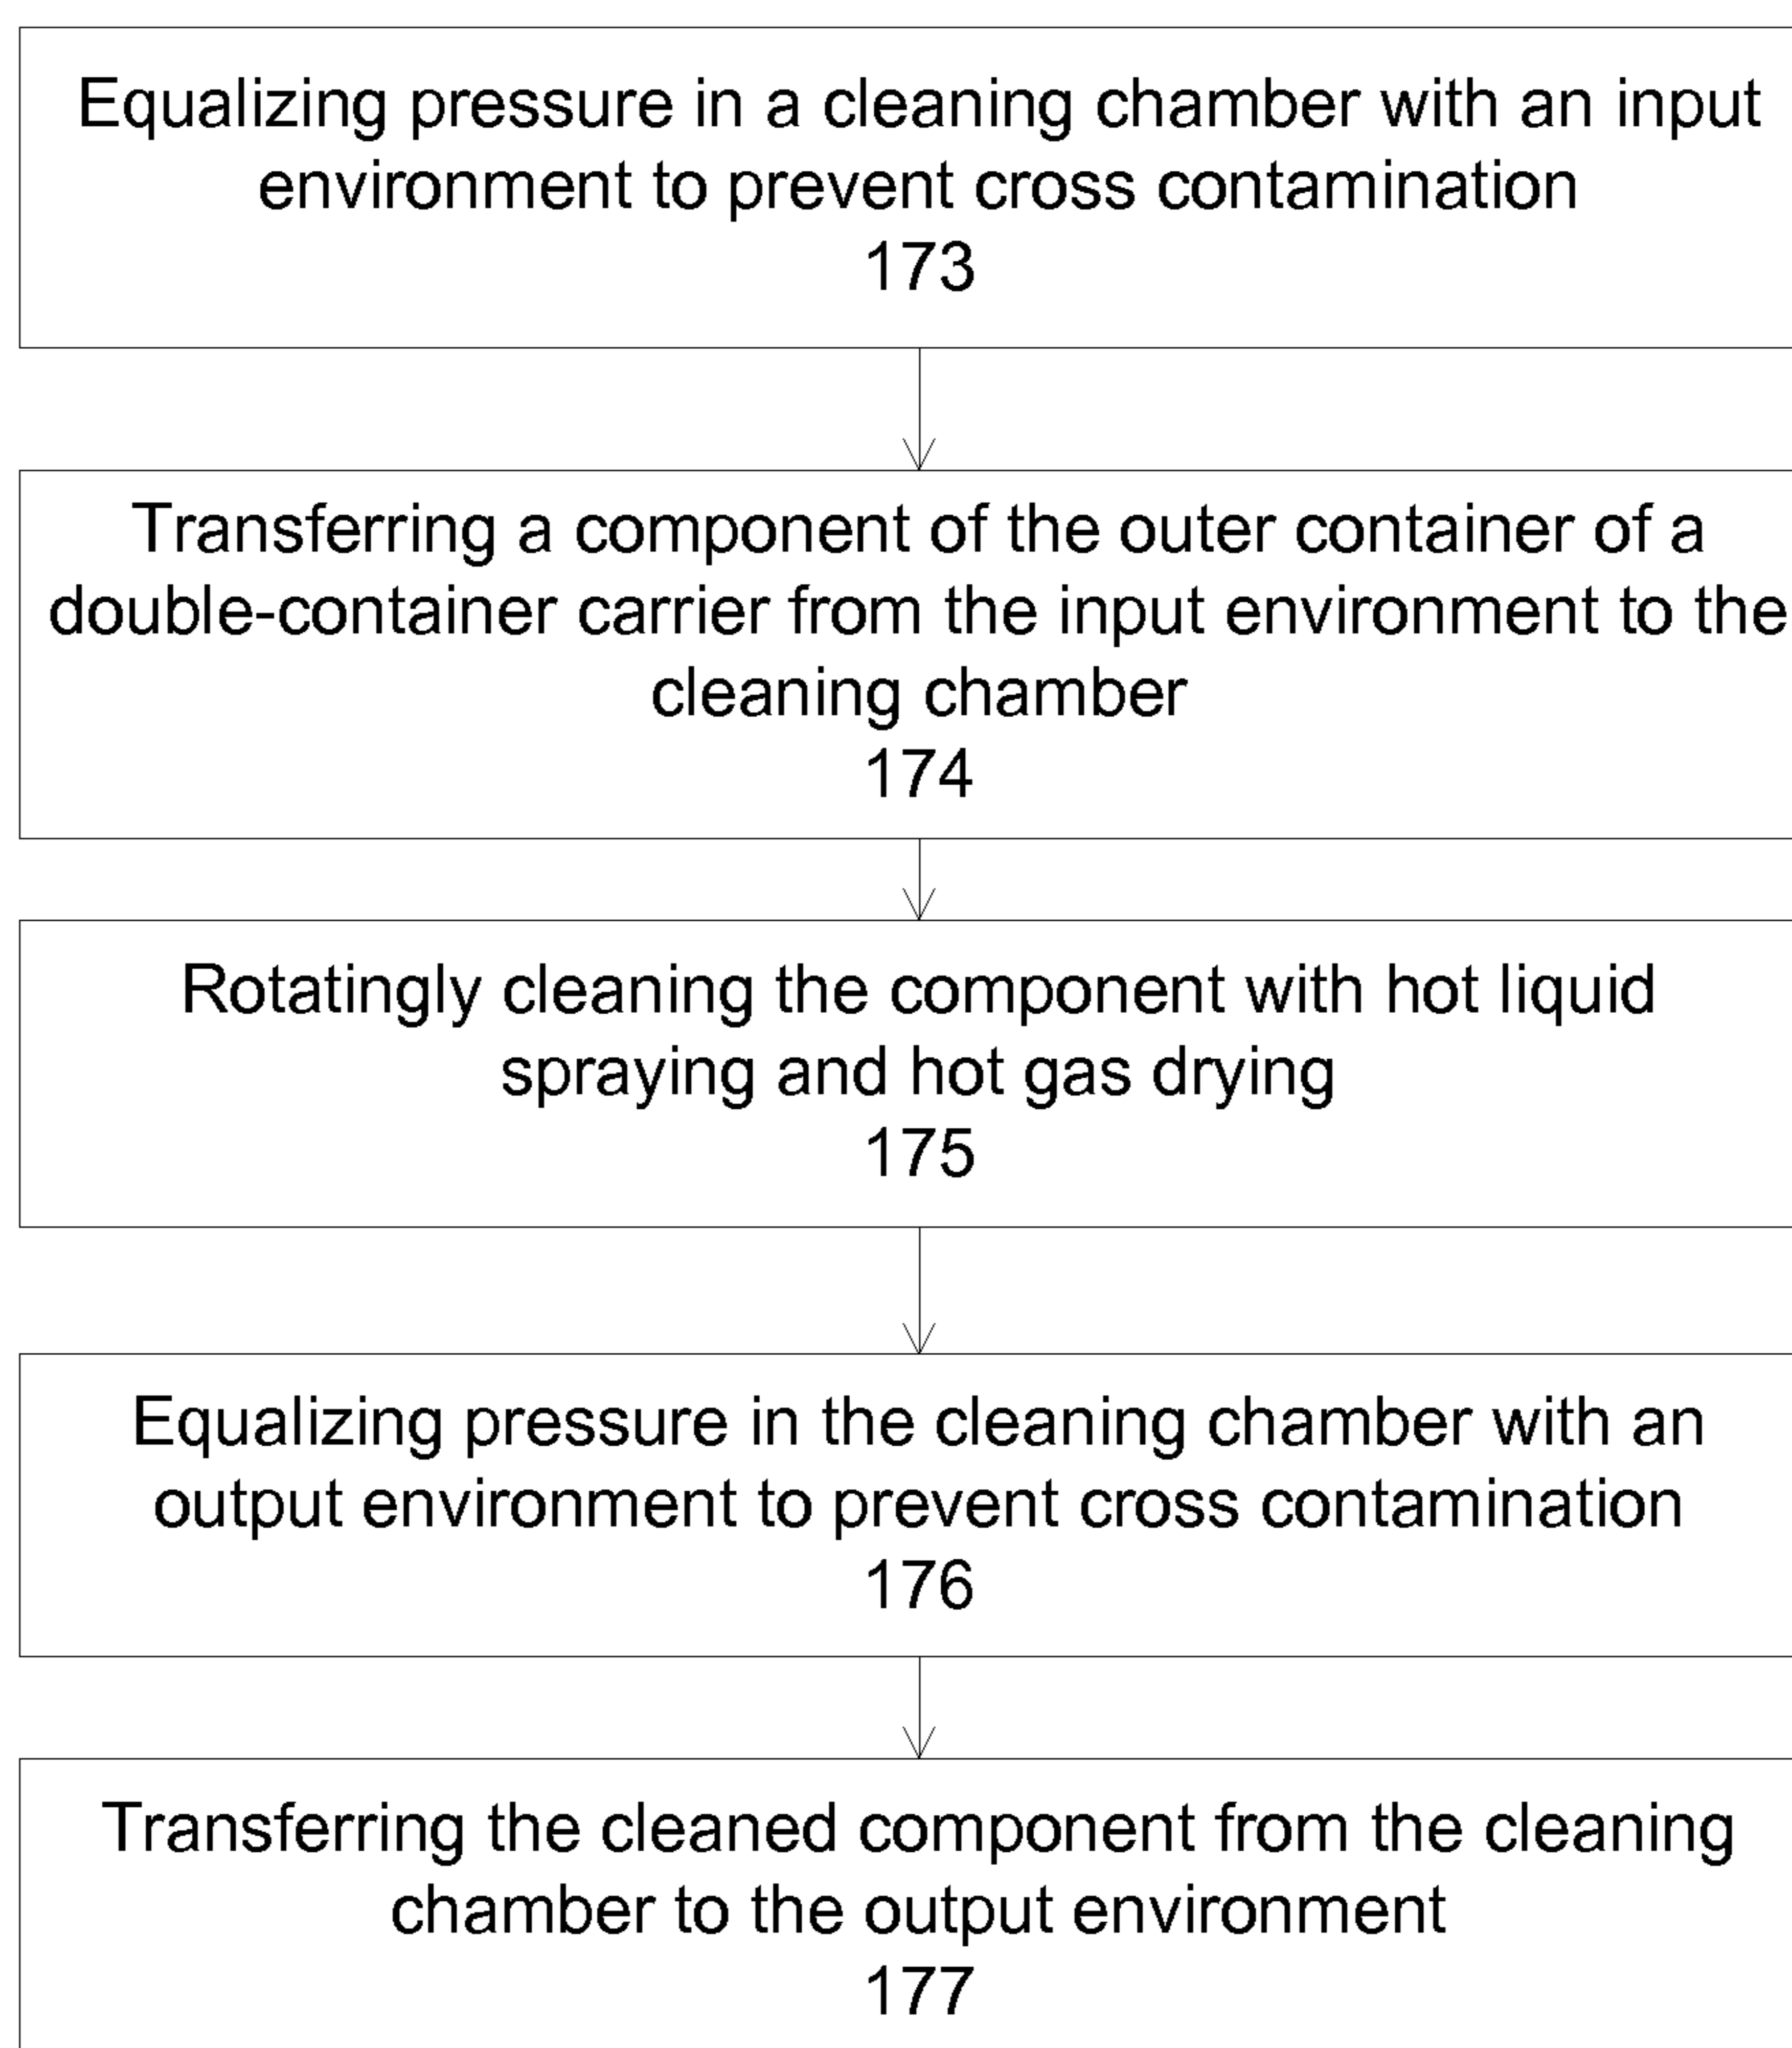 Equalizing pressure in a cleaning chamber with an input
environment to prevent cross contamination
173
Transferring a component of the outer container of a
double-container carrier from the input environment to the
cleaning chamber
174
Rotatingly cleaning the component with hot liquid
spraying and hot gas drying
175
Equalizing pressure in the cleaning chamber with an
output environment to prevent cross contamination
176
Transferring the cleaned component from the cleaning
chamber to the output environment
177